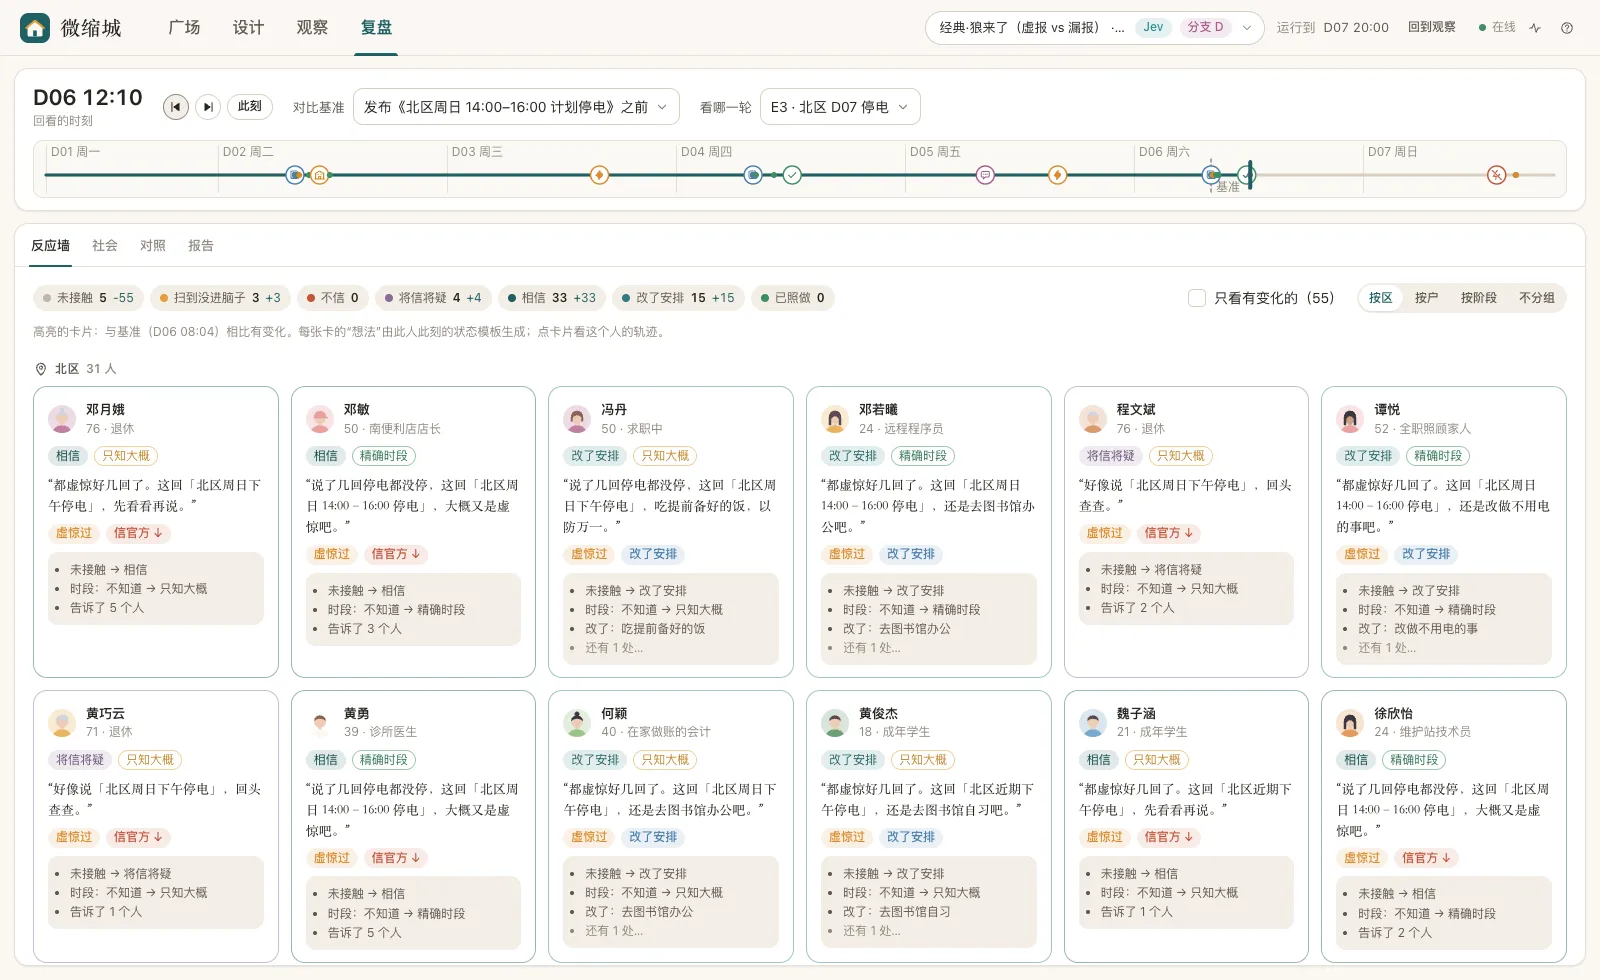 微缩城
广场
设计
观察
复盘
经典·狼来了（虚报 vs 漏报） ·…
Jev
分支 D
运行到 D07 20:00
回到观察
在线
D06 12:10
回看的时刻
此刻
对比基准
发布《北区周日 14:00–16:00 计划停电》之前
看哪一轮
E3 · 北区 D07 停电
D01 周一
D02 周二
D03 周三
D04 周四
D05 周五
D06 周六
D07 周日
基准
反应墙
社会
对照
报告
未接触 5 -55
扫到没进脑子 3 +3
不信 0
将信将疑 4 +4
相信 33 +33
改了安排 15 +15
已照做 0
只看有变化的（55）
按区
按户
按阶段
不分组
高亮的卡片：与基准（D06 08:04）相比有变化。每张卡的“想法”由此人此刻的状态模板生成；点卡片看这个人的轨迹。
北区 31 人
邓月娥
76 · 退休
相信
只知大概
“都虚惊好几回了。这回「北区周日下
午停电」，先看看再说。”
虚惊过
信官方↓
未接触 → 相信
时段：不知道 → 只知大概
告诉了 5 个人
邓敏
50 · 南便利店店长
相信
精确时段
“说了几回停电都没停，这回「北区周
日 14:00 – 16:00 停电」，大概又是虚
惊吧。”
虚惊过
信官方↓
未接触 → 相信
时段：不知道 → 精确时段
告诉了 3 个人
冯丹
50 · 求职中
改了安排
只知大概
“说了几回停电都没停，这回「北区周
日下午停电」，吃提前备好的饭，以
防万一。”
虚惊过
改了安排
未接触 → 改了安排
时段：不知道 → 只知大概
改了：吃提前备好的饭
还有 1 处…
邓若曦
24 · 远程程序员
改了安排
精确时段
“都虚惊好几回了。这回「北区周日
14:00 – 16:00 停电」，还是去图书馆办
公吧。”
虚惊过
改了安排
未接触 → 改了安排
时段：不知道 → 精确时段
改了：去图书馆办公
还有 1 处…
程文斌
76 · 退休
将信将疑
只知大概
“好像说「北区周日下午停电」，回头
查查。”
虚惊过
信官方↓
未接触 → 将信将疑
时段：不知道 → 只知大概
告诉了 2 个人
谭悦
52 · 全职照顾家人
改了安排
精确时段
“都虚惊好几回了。这回「北区周日
14:00 – 16:00 停电」，还是改做不用电
的事吧。”
虚惊过
改了安排
未接触 → 改了安排
时段：不知道 → 精确时段
改了：改做不用电的事
还有 1 处…
黄巧云
71 · 退休
将信将疑
只知大概
“好像说「北区周日下午停电」，回头
查查。”
虚惊过
信官方↓
未接触 → 将信将疑
时段：不知道 → 只知大概
告诉了 1 个人
黄勇
39 · 诊所医生
相信
精确时段
“说了几回停电都没停，这回「北区周
日 14:00 – 16:00 停电」，大概又是虚
惊吧。”
虚惊过
信官方↓
未接触 → 相信
时段：不知道 → 精确时段
告诉了 5 个人
何颖
40 · 在家做账的会计
改了安排
只知大概
“都虚惊好几回了。这回「北区周日下
午停电」，还是去图书馆办公吧。”
虚惊过
改了安排
未接触 → 改了安排
时段：不知道 → 只知大概
改了：去图书馆办公
还有 1 处…
黄俊杰
18 · 成年学生
改了安排
只知大概
“都虚惊好几回了。这回「北区近期下
午停电」，还是去图书馆自习吧。”
虚惊过
改了安排
未接触 → 改了安排
时段：不知道 → 只知大概
改了：去图书馆自习
还有 1 处…
魏子涵
21 · 成年学生
相信
只知大概
“都虚惊好几回了。这回「北区近期下
午停电」，先看看再说。”
虚惊过
信官方↓
未接触 → 相信
时段：不知道 → 只知大概
告诉了 1 个人
徐欣怡
24 · 维护站技术员
相信
精确时段
“说了几回停电都没停，这回「北区周
日 14:00 – 16:00 停电」，大概又是虚
惊吧。”
虚惊过
信官方↓
未接触 → 相信
时段：不知道 → 精确时段
告诉了 2 个人